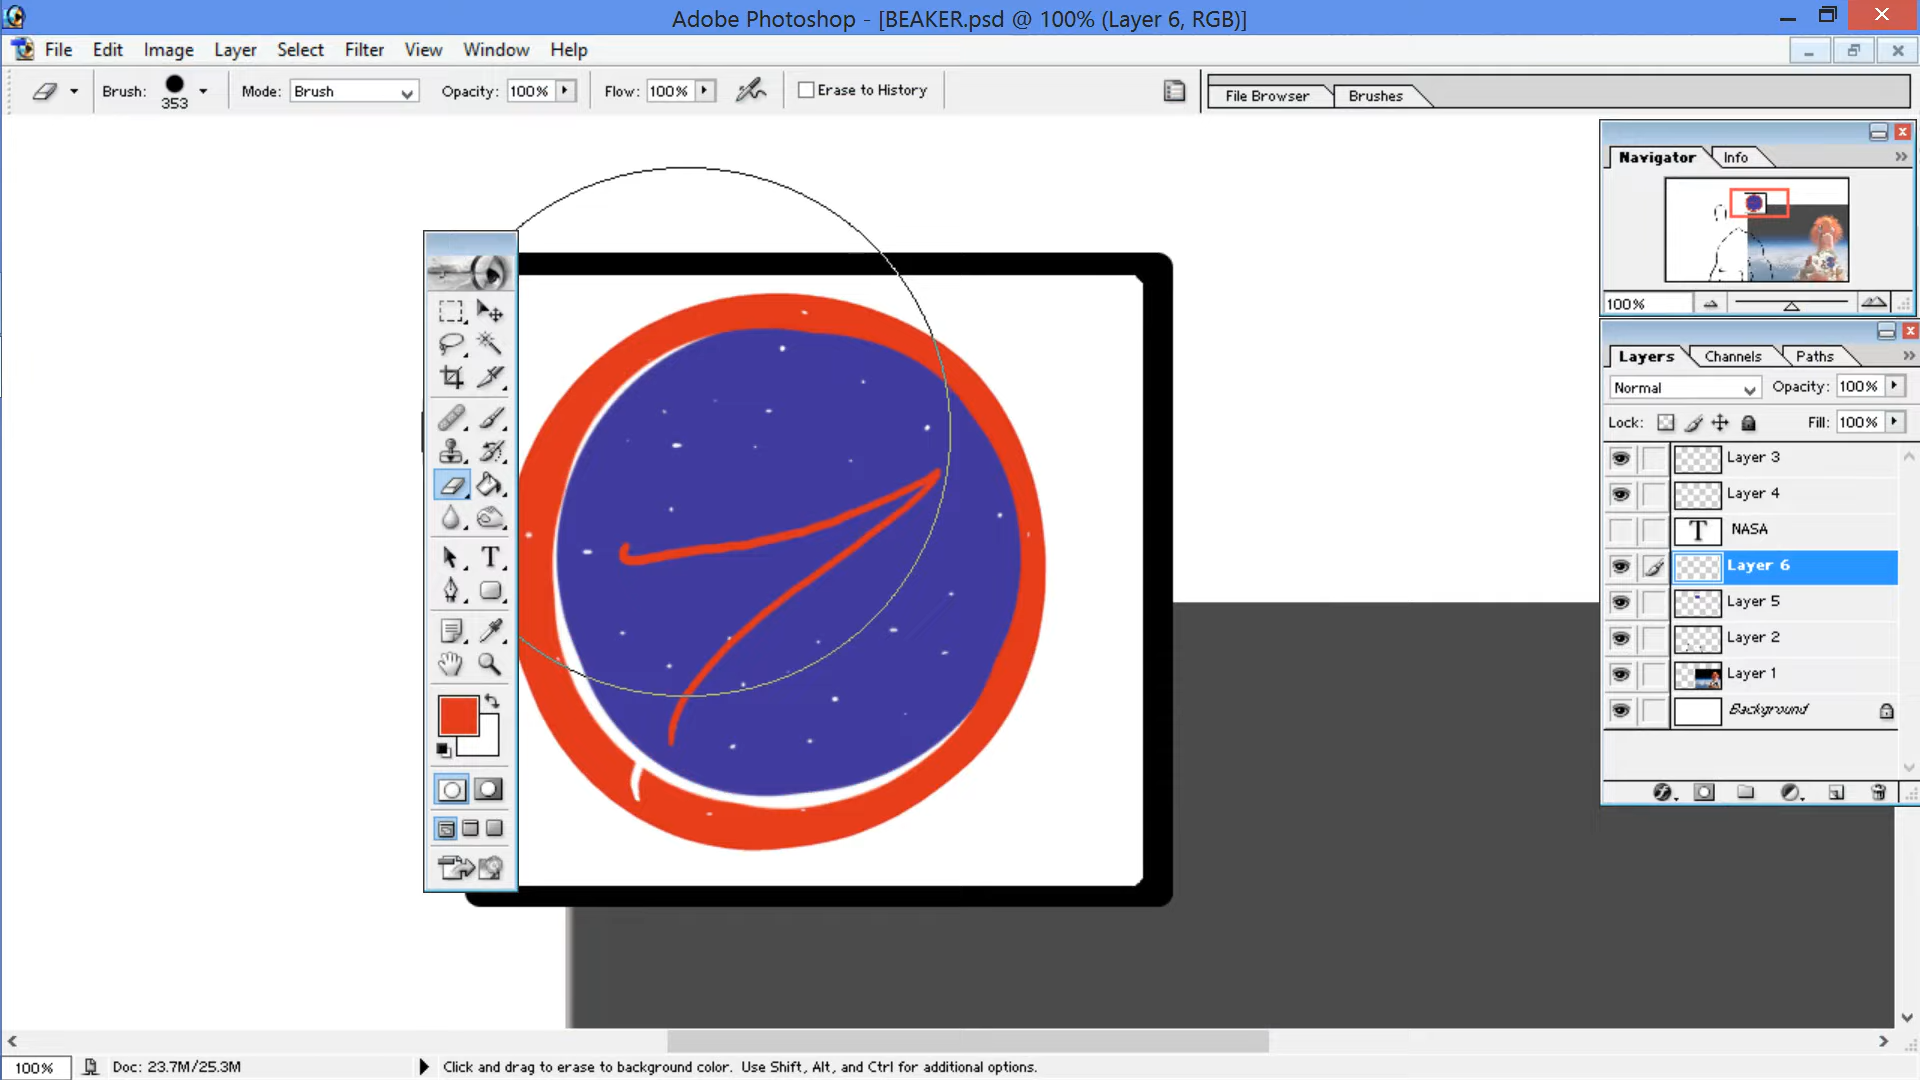 Adobe Photoshop - [BEAKER.psd @ 100% (Layer 6, RGB)]
File Edit Image Layer Select Filter View Window Help
Brush: 353 Mode: Brush Opacity: 100% Flow: 100% Erase to History File Browser Brushes
Navigator Info
100%
Layers Channels Paths
Normal Opacity: 100%
Lock: Fill: 100%
Layer 3
Layer 4
T NASA
Layer 6
Layer 5
Layer 2
Layer 1
Background
T
100% Doc: 23.7M/25.3M Click and drag to erase to background color. Use Shift, Alt, and Ctrl for additional options.